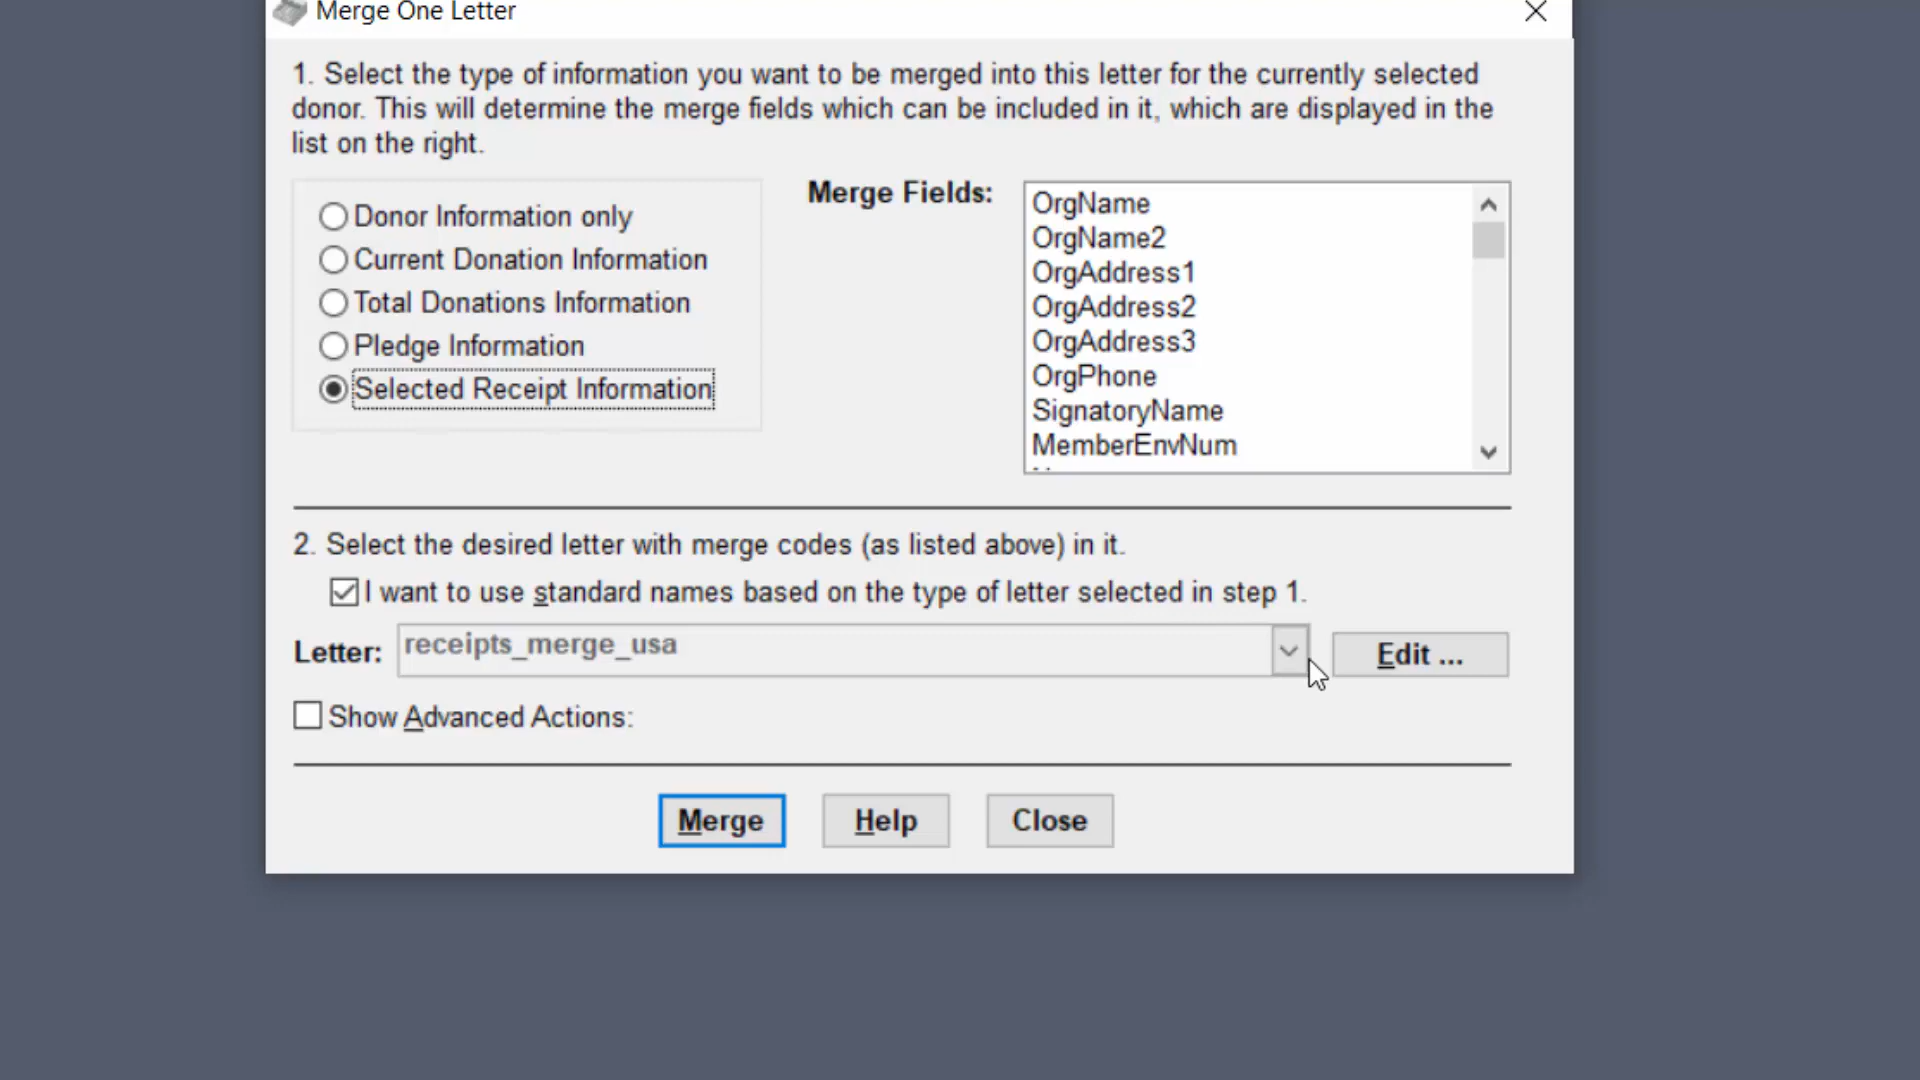 Merge One Letter
1. Select the type of information you want to be merged into this letter for the currently selected
donor. This will determine the merge fields which can be included in it, which are displayed in the
list on the right.
Donor Information only
Current Donation Information
Total Donations Information
Pledge Information
Selected Receipt Information
Merge Fields:
OrgName
OrgName2
OrgAddress1
OrgAddress2
OrgAddress3
OrgPhone
SignatoryName
MemberEnvNum
2. Select the desired letter with merge codes (as listed above) in it.
I want to use standard names based on the type of letter selected in step 1.
Letter: receipts_merge_usa Edit ...
Show Advanced Actions:
Merge Help Close